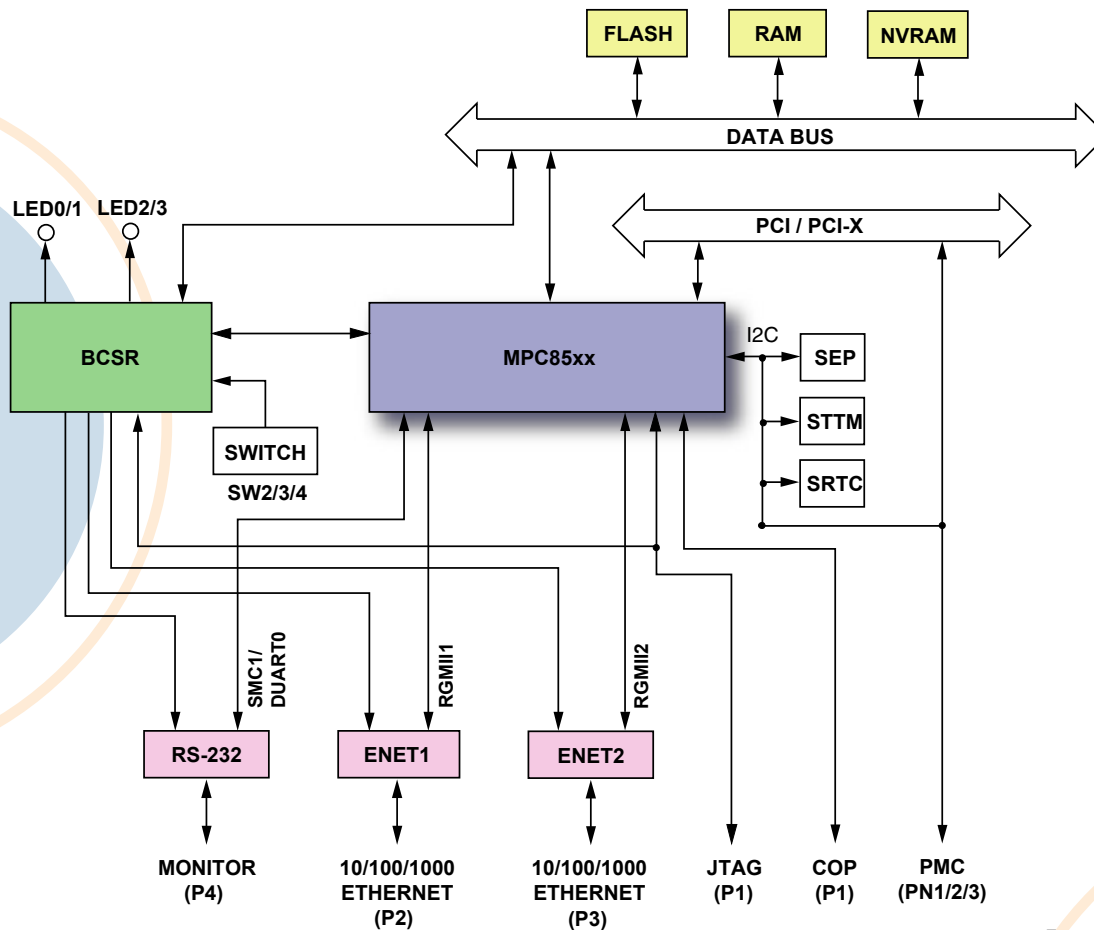 FLASH
RAM
NVRAM
DATA BUS
LED0/1
LED2/3
PCI / PCI-X
BCSR
MPC85xx
I2C
SEP
STTM
SRTC
SWITCH
SW2/3/4
SMC1/
DUART0
RGMII1
RGMII2
RS-232
ENET1
ENET2
MONITOR
(P4)
10/100/1000
ETHERNET
(P2)
10/100/1000
ETHERNET
(P3)
JTAG
(P1)
COP
(P1)
PMC
(PN1/2/3)